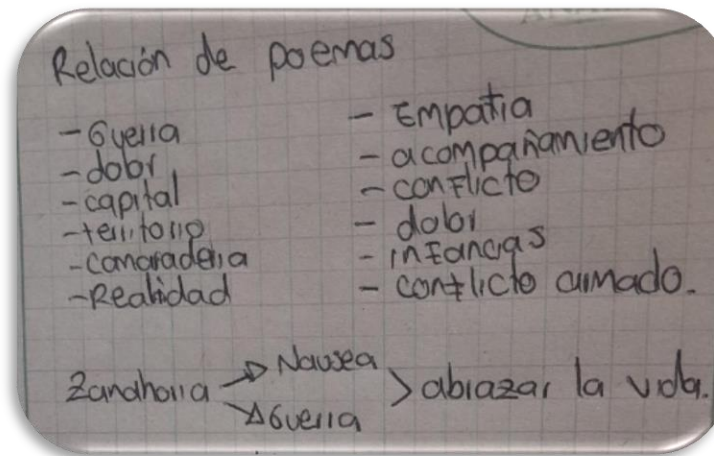 Relación de poemas
- Guerra
- dolor
- capital
- territorio
- camaradería
- Realidad
- Empatía
- acompañamiento
- conflicto
- dolor
- infancias
- conflicto armado.
Zanahoria → Nausea
→ Guerra
> abrazar la vida.